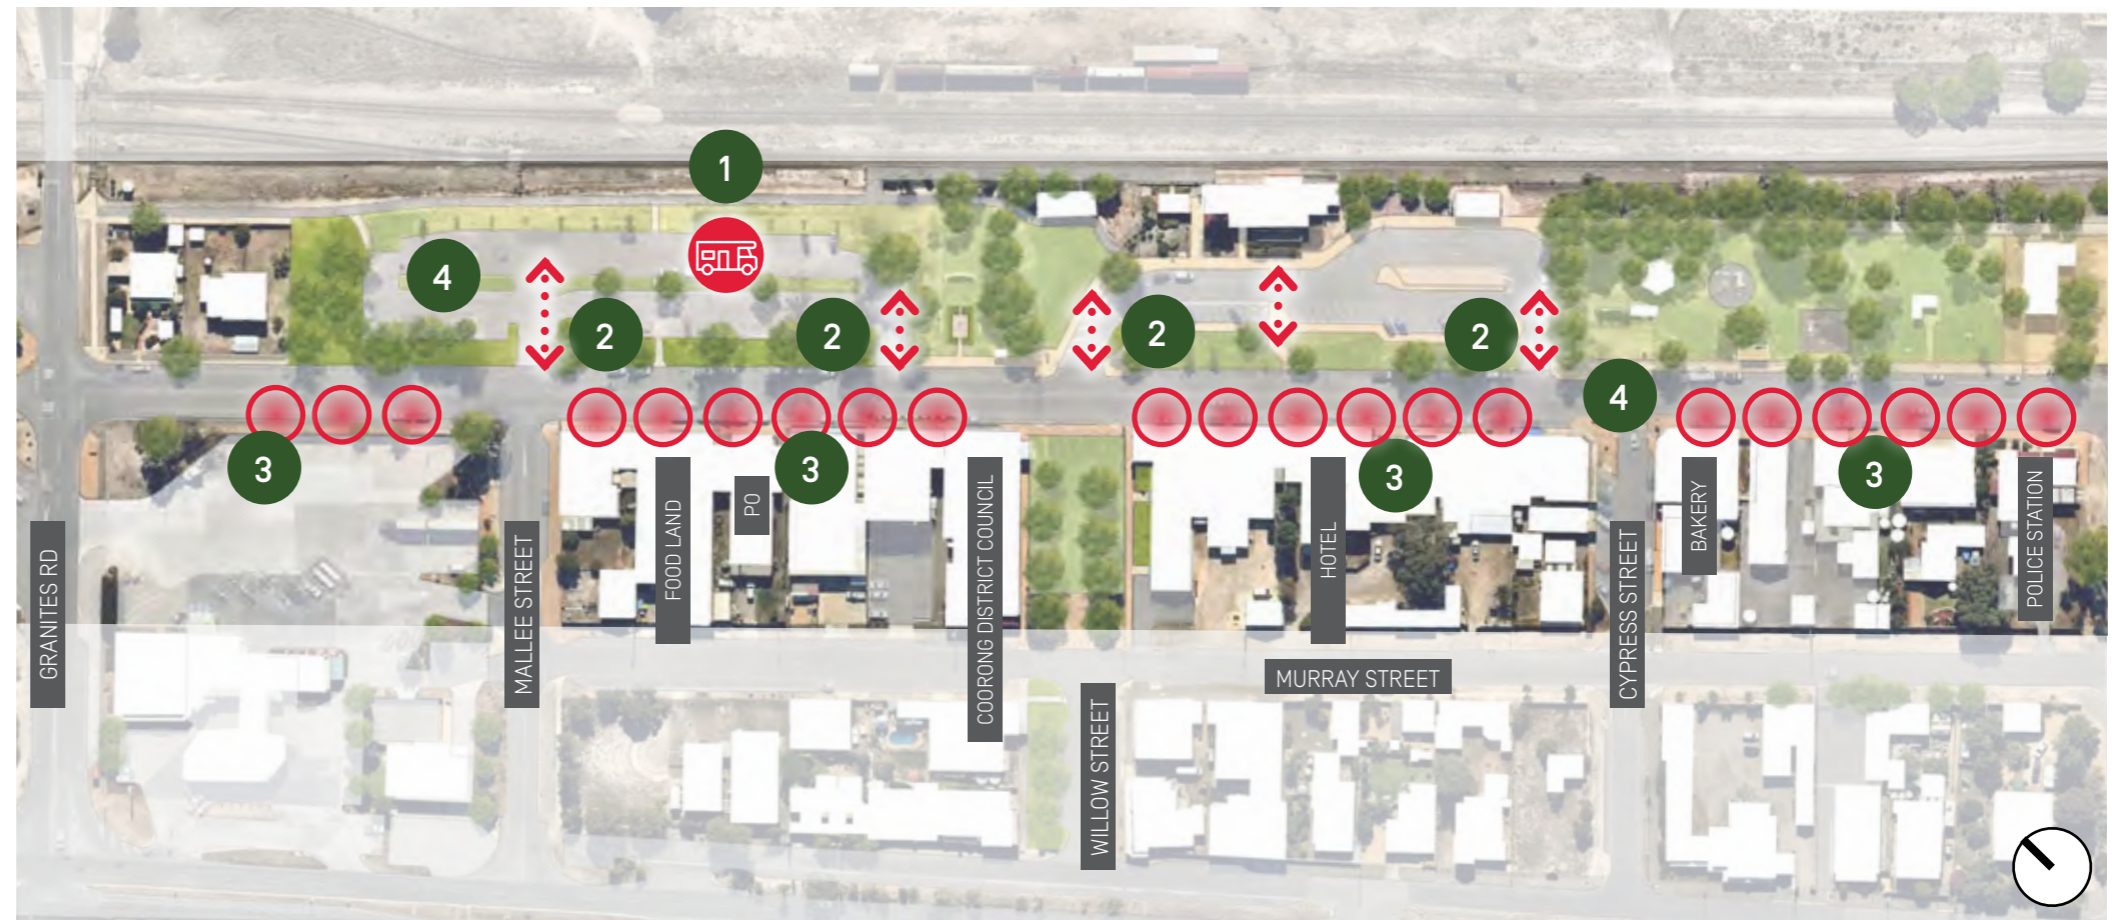 1
4
2
2
2
2
4
3
3
3
3
GRANITES RD
MALLEE STREET
FOOD LAND
PO
COORONG DISTRICT COUNCIL
WILLOW STREET
HOTEL
MURRAY STREET
CYPRESS STREET
BAKERY
POLICE STATION